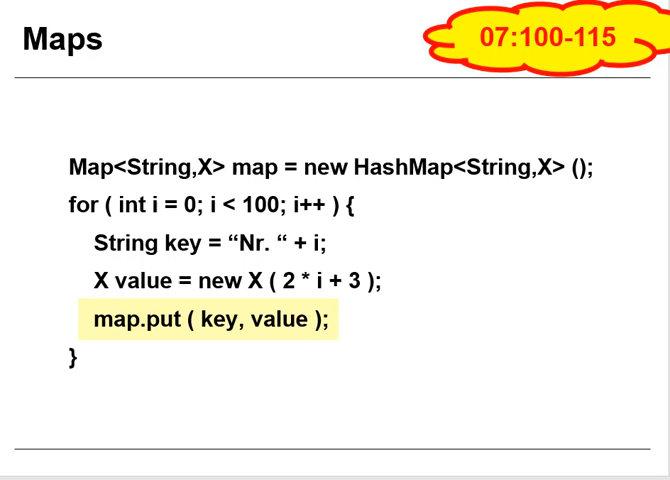 Maps
07:100-115
Map<String,X> map = new HashMap<String,X> ();
for ( int i = 0; i < 100; i++ ) {
String key = “Nr. “ + i;
X value = new X ( 2 * i + 3 );
map.put ( key, value );
}